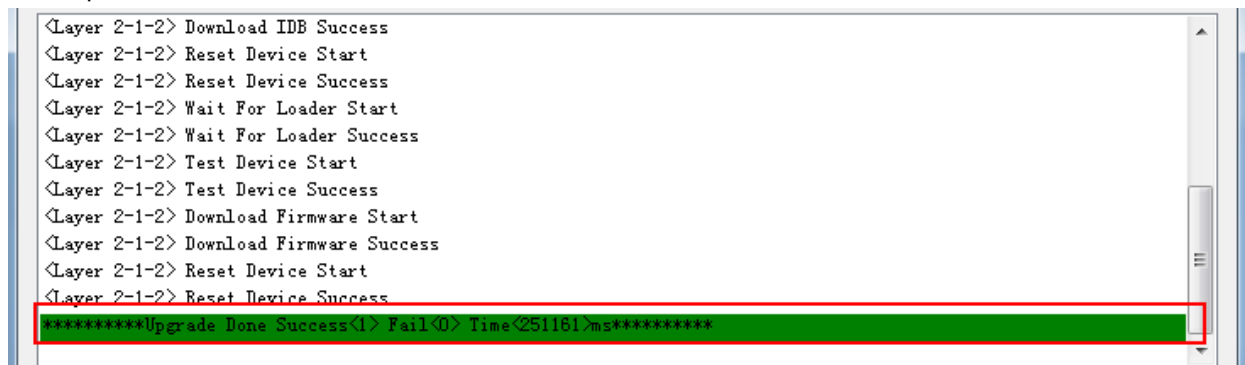 <Layer 2-1-2> Download IDB Success
<Layer 2-1-2> Reset Device Start
<Layer 2-1-2> Reset Device Success
<Layer 2-1-2> Wait For Loader Start
<Layer 2-1-2> Wait For Loader Success
<Layer 2-1-2> Test Device Start
<Layer 2-1-2> Test Device Success
<Layer 2-1-2> Download Firmware Start
<Layer 2-1-2> Download Firmware Success
<Layer 2-1-2> Reset Device Start
<Layer 2-1-2> Reset Device Success
**********Upgrade Done Success<1> Fail<0> Time<251161>ms**********